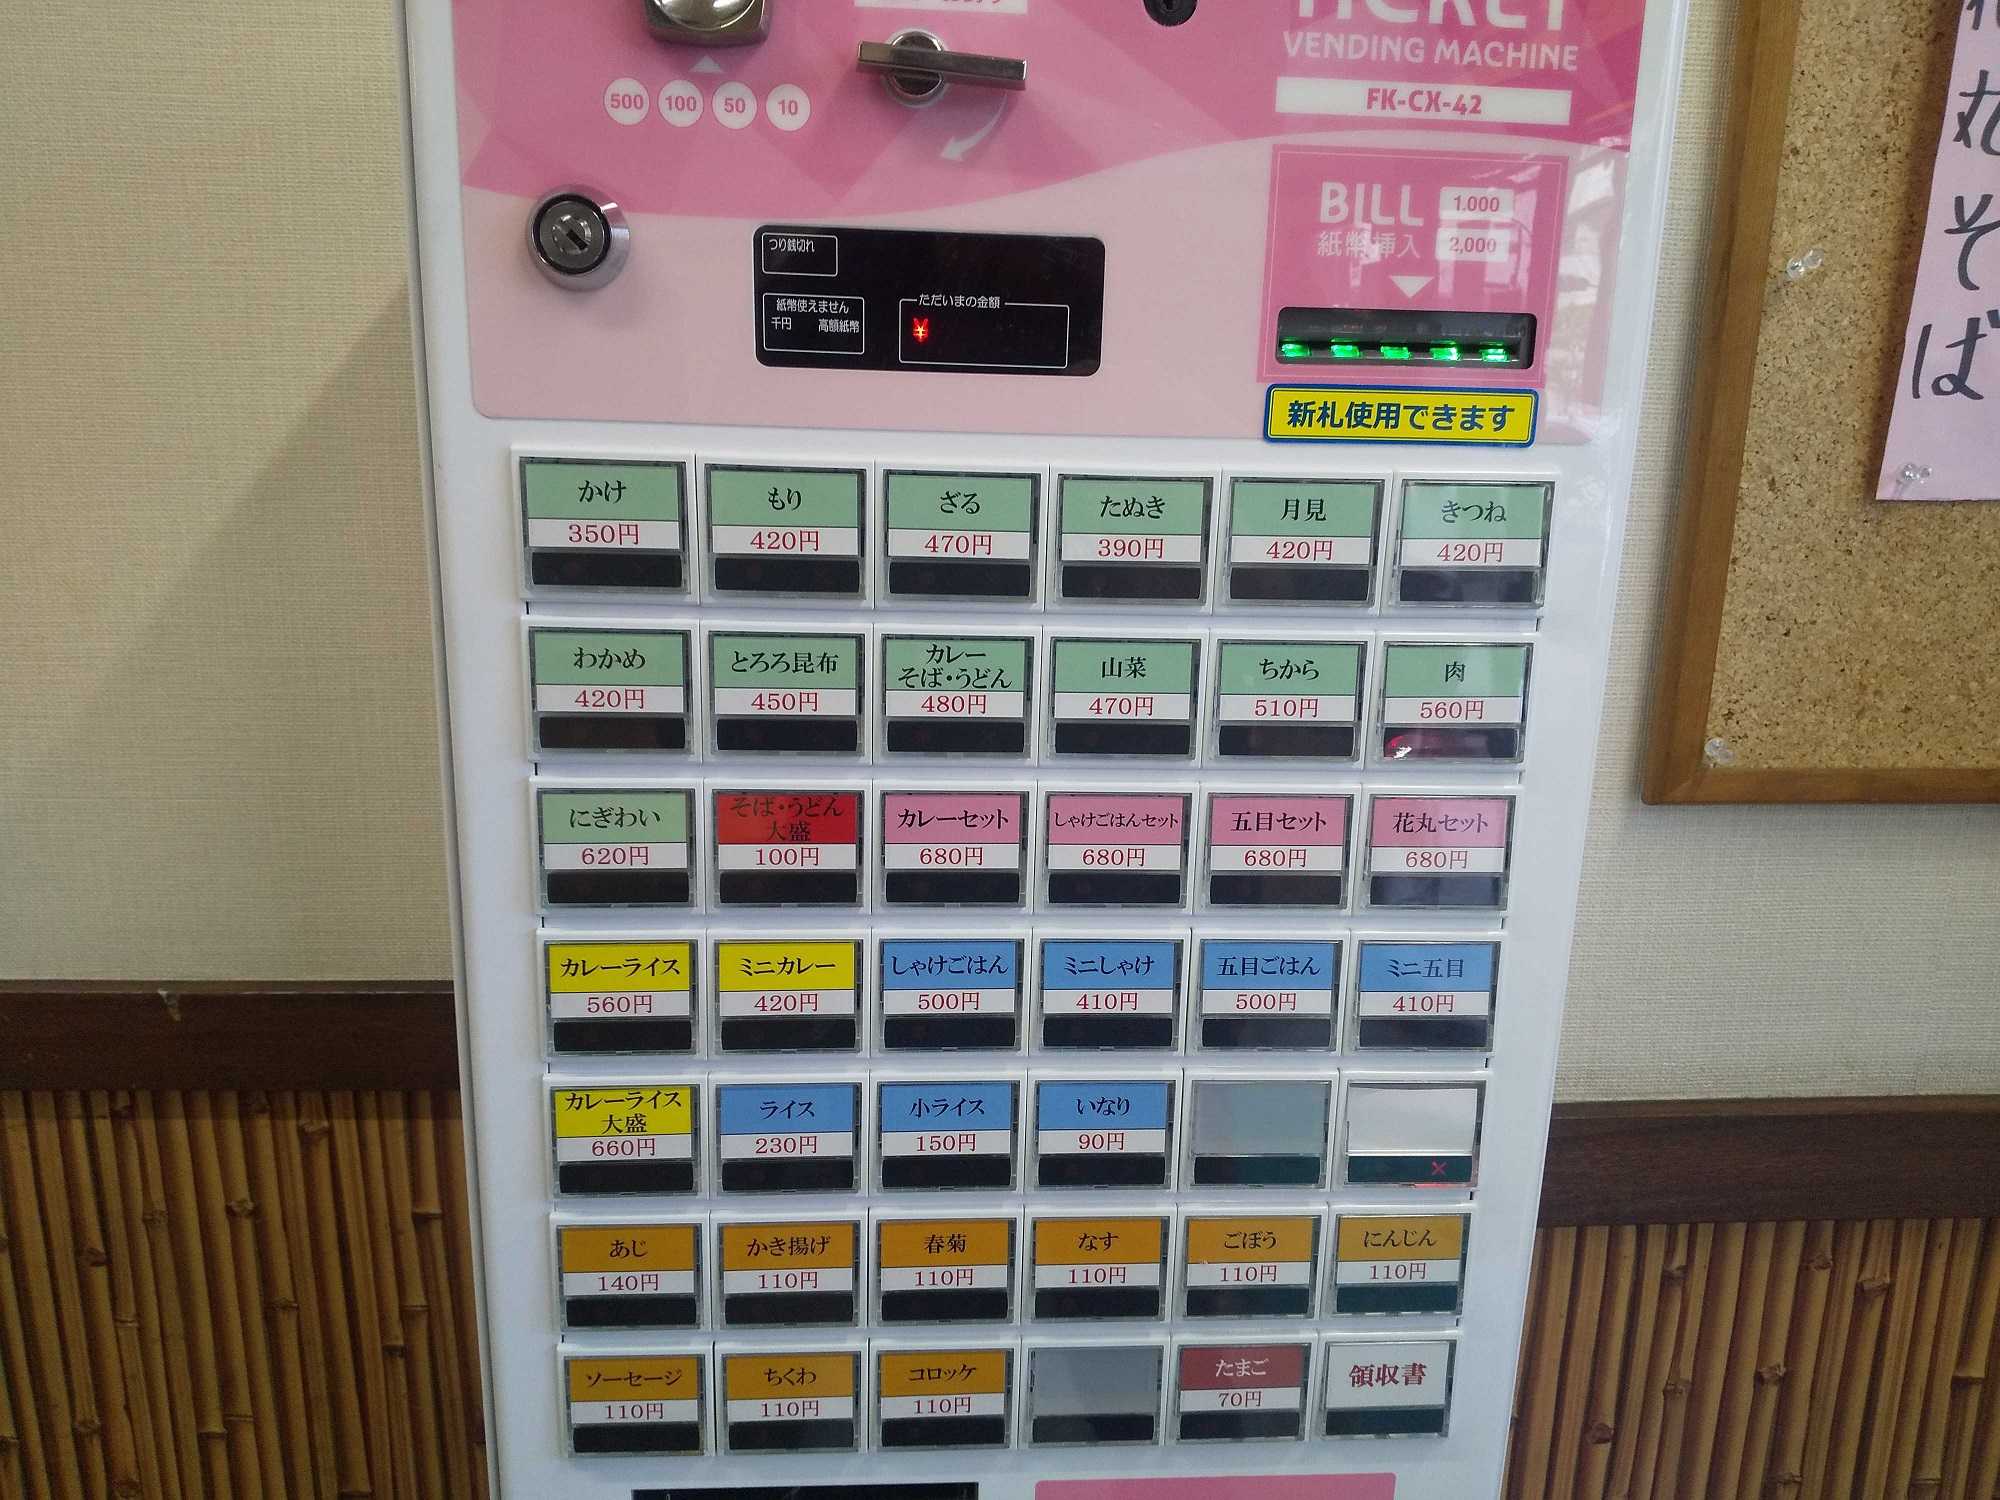 TICKET
VENDING MACHINE
FK-CX-42
500 100 50 10
BILL 1,000
紙幣挿入 2,000
つり銭切れ
紙幣使えません
千円 高額紙幣
ただいまの金額
¥
新札使用できます
かけ もり ざる たぬき 月見 きつね
350円 420円 470円 390円 420円 420円
わかめ とろろ昆布 カレー そば・うどん 山菜 ちから 肉
420円 450円 480円 470円 510円 560円
にぎわい そば・うどん 大盛 カレーセット しゃけごはんセット 五目セット 花丸セット
620円 100円 680円 680円 680円 680円
カレーライス ミニカレー しゃけごはん ミニしゃけ 五目ごはん ミニ五目
560円 420円 500円 410円 500円 410円
カレーライス 大盛 ライス 小ライス いなり
660円 230円 150円 90円
×
あじ かき揚げ 春菊 なす ごぼう にんじん
140円 110円 110円 110円 110円 110円
ソーセージ ちくわ コロッケ たまご 領収書
110円 110円 110円 70円
丸そば